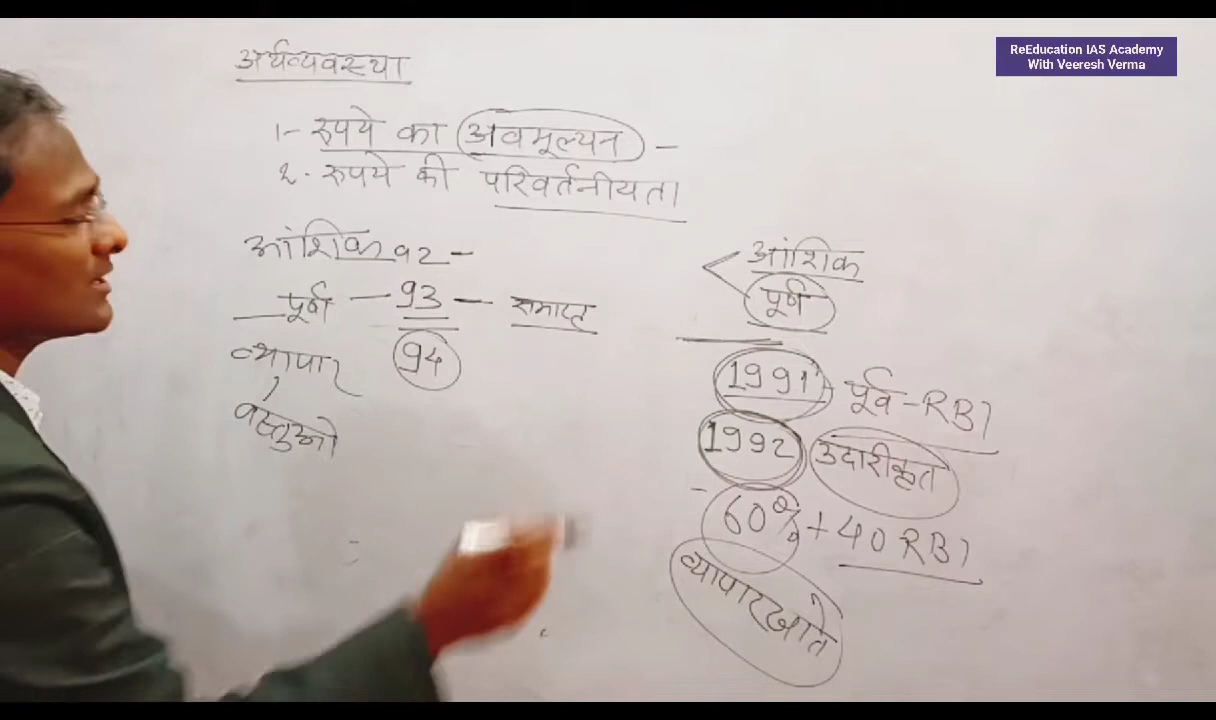 ReEducation IAS Academy
With Veeresh Verma
अर्थव्यवस्था
1- रुपये का अवमूल्यन -
2. रुपये की परिवर्तनीयता
आंशिक 92 -
पूर्ण - 93 - समाप्त
व्यापार 94
वस्तुओ
आंशिक
पूर्ण
1991 पूर्व - RBI
1992 उदारीकृत
60% + 40 RBI
व्यापार खाते